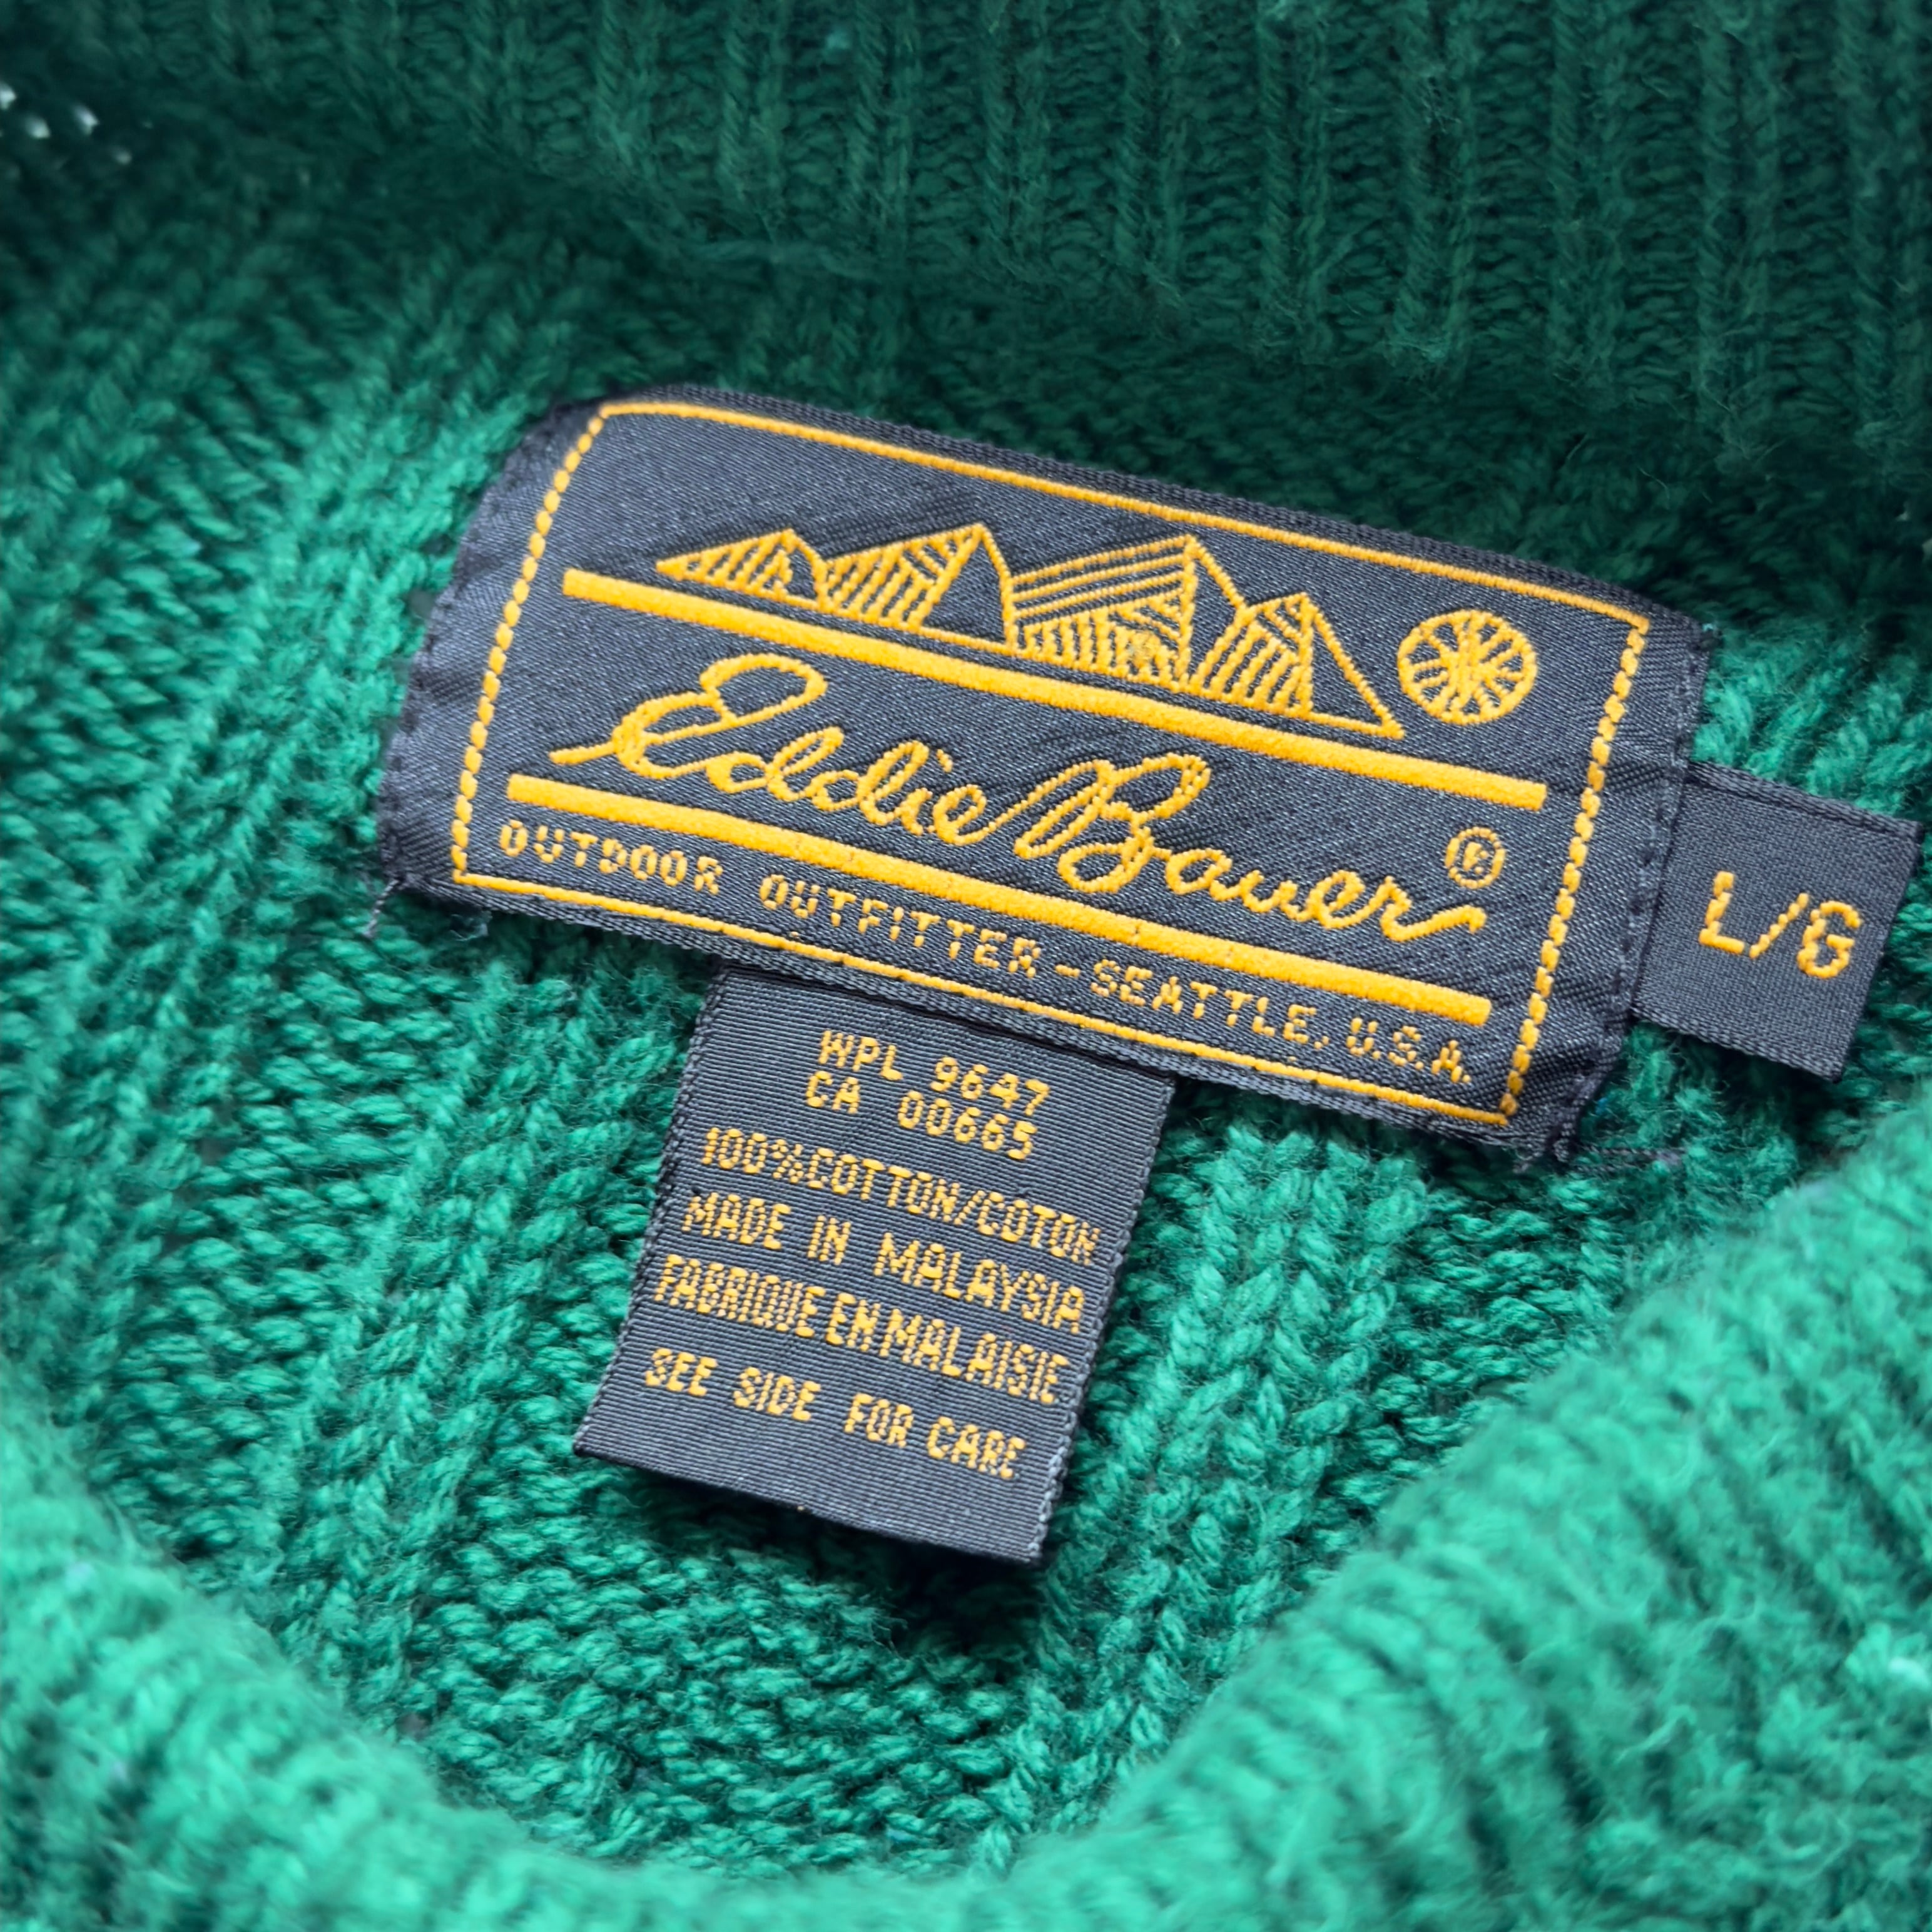 Eddie Bauer ®
OUTDOOR OUTFITTER - SEATTLE, U.S.A.
L/G
WPL 9647
CA 00665
100%COTTON/COTON
MADE IN MALAYSIA
FABRIQUE EN MALAISIE
SEE SIDE FOR CARE